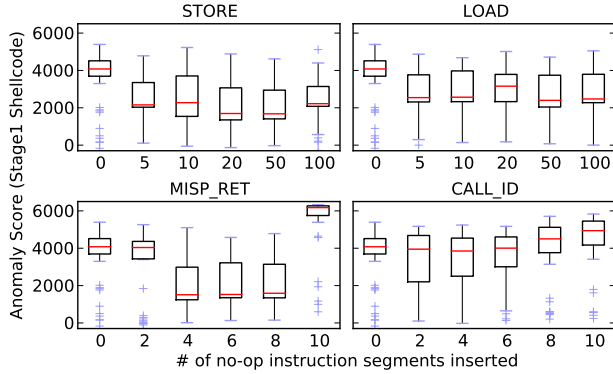 STORE LOAD
6000
4000
2000
0
0 5 10 20 50 100 0 5 10 20 50 100
MISP_RET CALL_ID
6000
4000
2000
0
0 2 4 6 8 10 0 2 4 6 8 10
Anomaly Score (Stage1 Shellcode)
# of no-op instruction segments inserted